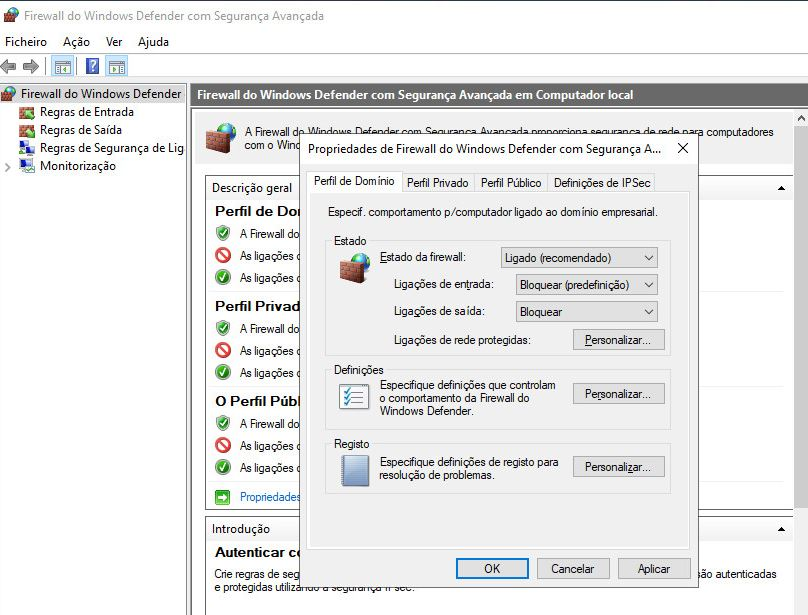 Firewall do Windows Defender com Segurança Avançada
Ficheiro Ação Ver Ajuda
Firewall do Windows Defender
Regras de Entrada
Regras de Saída
Regras de Segurança de Lig
Monitorização
Firewall do Windows Defender com Segurança Avançada em Computador local
A Firewall do Windows Defender com Segurança Avançada proporciona segurança de rede para computadores
com o Wind
Descrição geral
Perfil de Do
A Firewall do
As ligações
As ligações
Perfil Privad
A Firewall do
As ligações
As ligações
O Perfil Públ
A Firewall do
As ligações
As ligações
Propriedades
Introdução
Autenticar c
Crie regras de seg são autenticadas
e protegidas utilizando a segurança IPsec.
Propriedades de Firewall do Windows Defender com Segurança A...
Perfil de Domínio Perfil Privado Perfil Público Definições de IPSec
Especif. comportamento p/computador ligado ao domínio empresarial.
Estado
Estado da firewall: Ligado (recomendado)
Ligações de entrada: Bloquear (predefinição)
Ligações de saída: Bloquear
Ligações de rede protegidas: Personalizar...
Definições
Especifique definições que controlam
o comportamento da Firewall do
Windows Defender.
Personalizar...
Registo
Especifique definições de registo para
resolução de problemas.
Personalizar...
OK Cancelar Aplicar